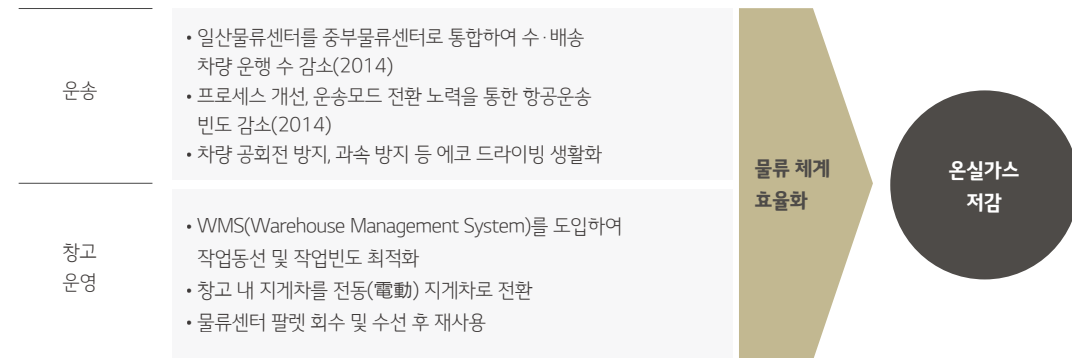 운송
• 일산물류센터를 중부물류센터로 통합하여 수·배송
차량 운행 수 감소(2014)
• 프로세스 개선, 운송모드 전환 노력을 통한 항공운송
빈도 감소(2014)
• 차량 공회전 방지, 과속 방지 등 에코 드라이빙 생활화
창고
운영
• WMS(Warehouse Management System)를 도입하여
작업동선 및 작업빈도 최적화
• 창고 내 지게차를 전동(電動) 지게차로 전환
• 물류센터 팔렛 회수 및 수선 후 재사용
물류 체계
효율화
온실가스
저감